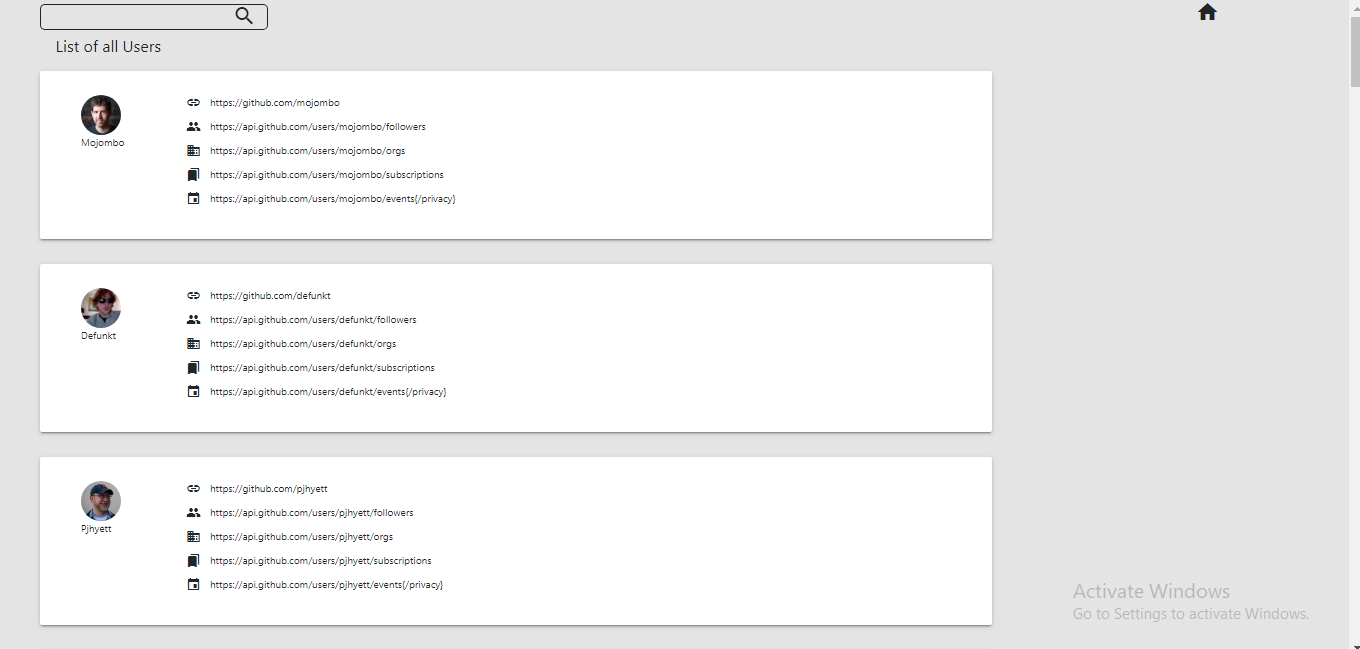 List of all Users
Mojombo
https://github.com/mojombo
https://api.github.com/users/mojombo/followers
https://api.github.com/users/mojombo/orgs
https://api.github.com/users/mojombo/subscriptions
https://api.github.com/users/mojombo/events{/privacy}
Defunkt
https://github.com/defunkt
https://api.github.com/users/defunkt/followers
https://api.github.com/users/defunkt/orgs
https://api.github.com/users/defunkt/subscriptions
https://api.github.com/users/defunkt/events{/privacy}
Pjhyett
https://github.com/pjhyett
https://api.github.com/users/pjhyett/followers
https://api.github.com/users/pjhyett/orgs
https://api.github.com/users/pjhyett/subscriptions
https://api.github.com/users/pjhyett/events{/privacy}
Activate Windows
Go to Settings to activate Windows.